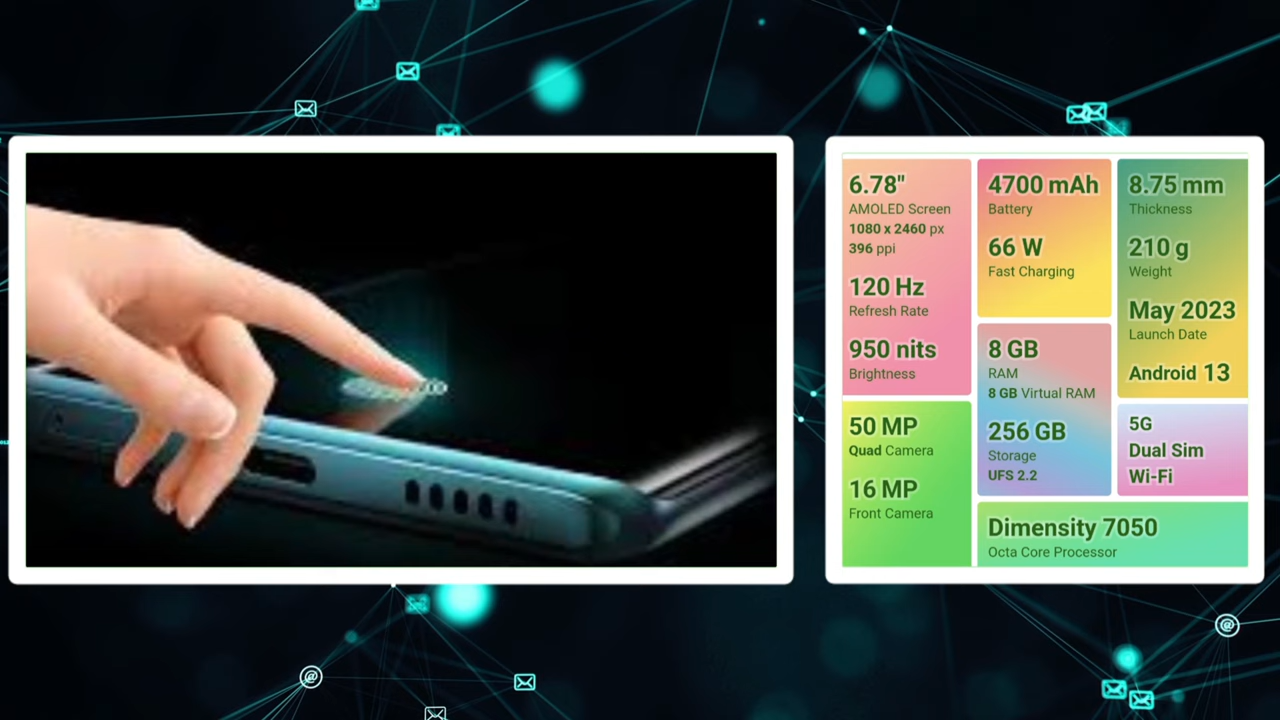 6.78"
AMOLED Screen
1080 x 2460 px
396 ppi
120 Hz
Refresh Rate
950 nits
Brightness
50 MP
Quad Camera
16 MP
Front Camera
4700 mAh
Battery
66 W
Fast Charging
8 GB
RAM
8 GB Virtual RAM
256 GB
Storage
UFS 2.2
8.75 mm
Thickness
210 g
Weight
May 2023
Launch Date
Android 13
5G
Dual Sim
Wi-Fi
Dimensity 7050
Octa Core Processor